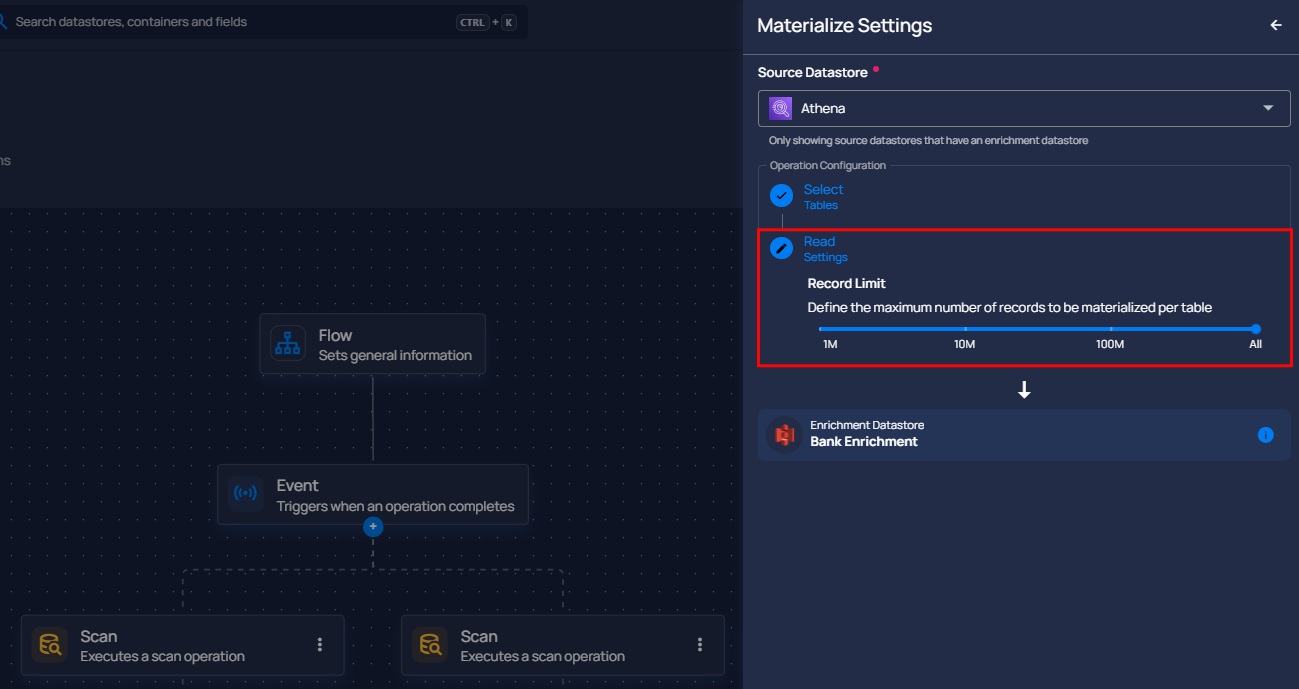 Search datastores, containers and fields
CTRL + K
Materialize Settings
Source Datastore
Athena
Only showing source datastores that have an enrichment datastore
Operation Configuration
Select
Tables
Read
Settings
Record Limit
Define the maximum number of records to be materialized per table
1M 10M 100M All
Enrichment Datastore
Bank Enrichment
ns
Flow
Sets general information
Event
Triggers when an operation completes
+
Scan
Executes a scan operation
Scan
Executes a scan operation